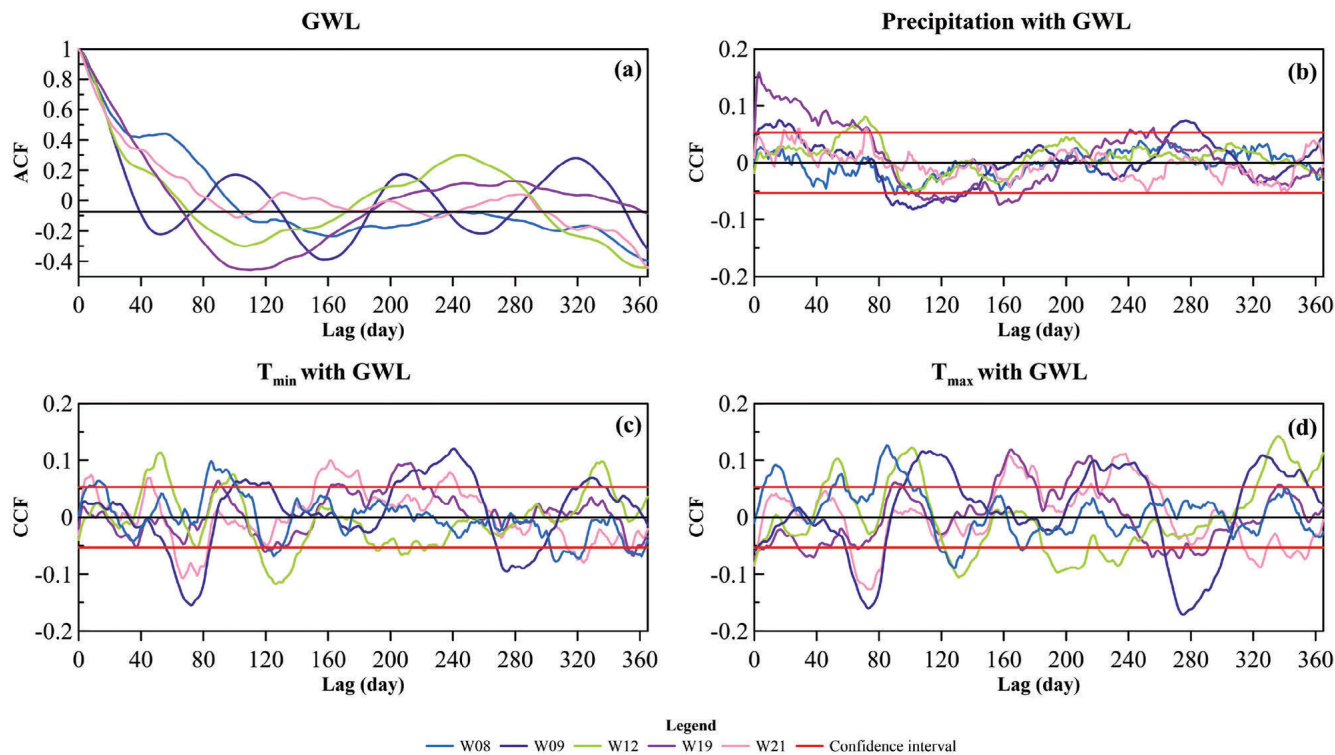 GWL
(a)
ACF
1
0.8
0.6
0.4
0.2
0
-0.2
-0.4
0 40 80 120 160 200 240 280 320 360
Lag (day)
Precipitation with GWL
(b)
CCF
0.2
0.1
0
-0.1
-0.2
0 40 80 120 160 200 240 280 320 360
Lag (day)
Tmin with GWL
(c)
CCF
0.2
0.1
0
-0.1
-0.2
0 40 80 120 160 200 240 280 320 360
Lag (day)
Tmax with GWL
(d)
CCF
0.2
0.1
0
-0.1
-0.2
0 40 80 120 160 200 240 280 320 360
Lag (day)
Legend
W08 W09 W12 W19 W21 Confidence interval